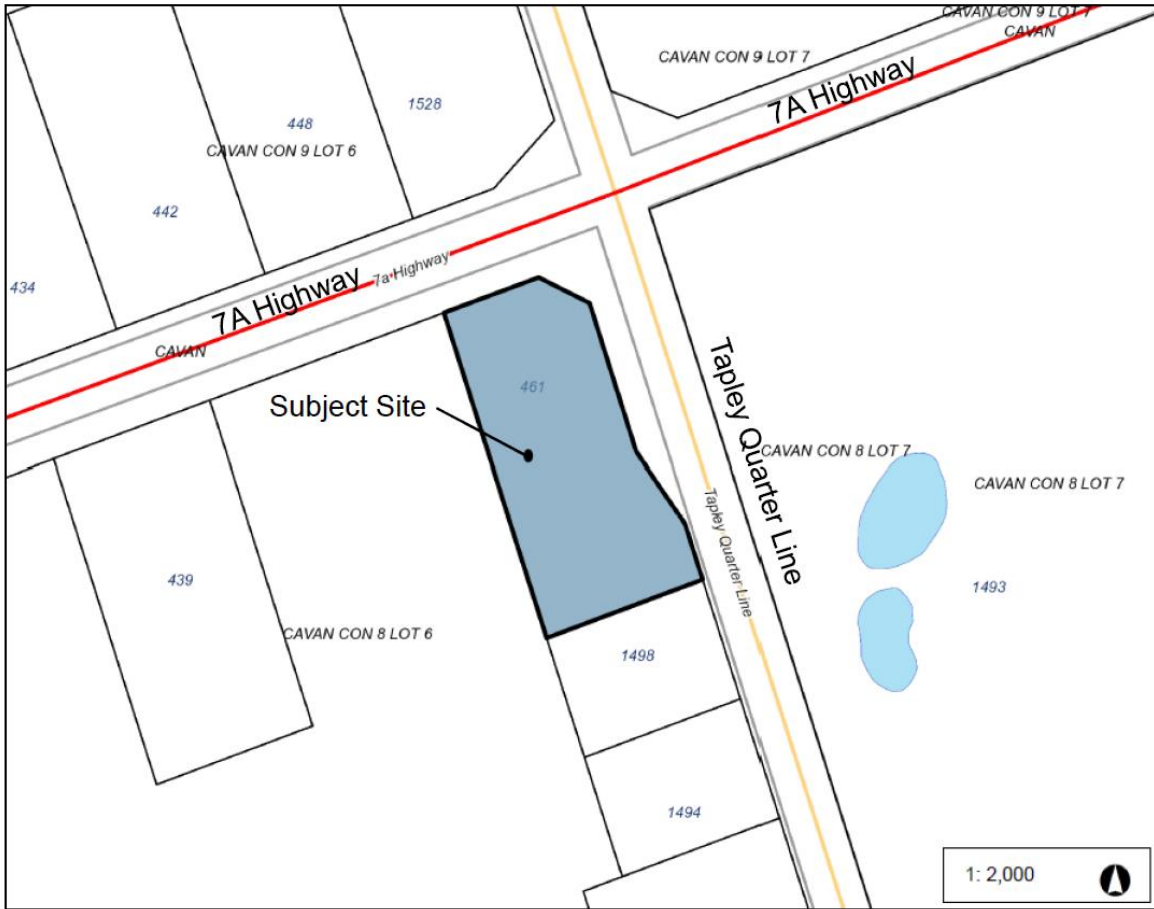 CAVAN CON 9 LOT 7
CAVAN
CAVAN CON 9 LOT 7
7A Highway
1528
448
CAVAN CON 9 LOT 6
442
434
7A Highway
7a Highway
CAVAN
461
Subject Site
Tapley Quarter Line
Tapley Quarter Line
CAVAN CON 8 LOT 7
CAVAN CON 8 LOT 7
439
1493
CAVAN CON 8 LOT 6
1498
1494
1: 2,000